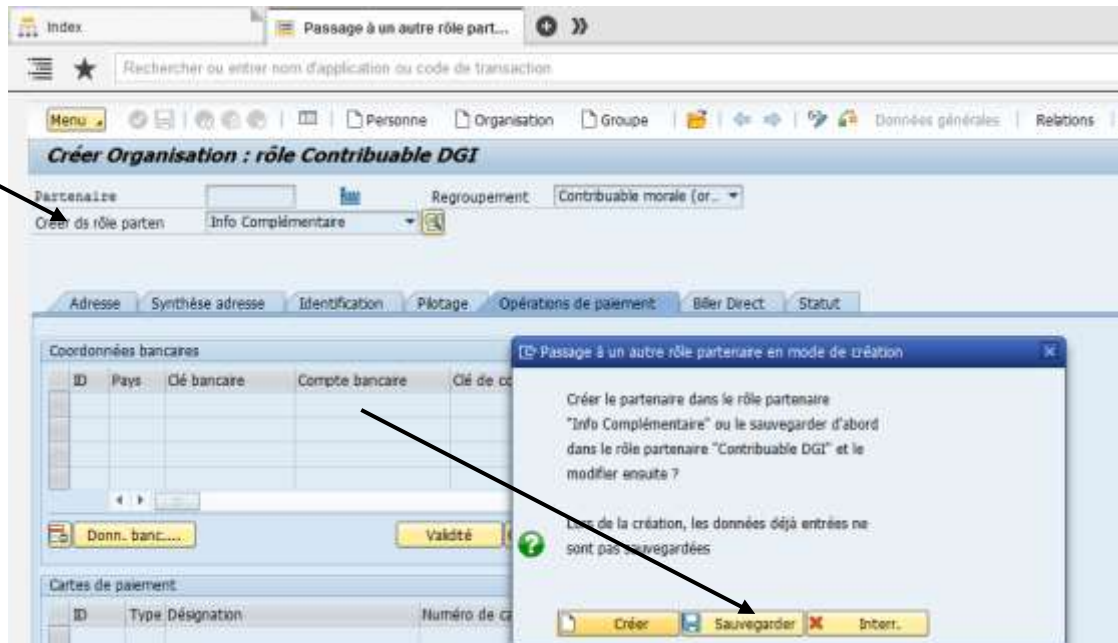 Index
Passage à un autre rôle part...
Rechercher ou entrer nom d'application ou code de transaction
Menu
Personne
Organisation
Groupe
Données générales
Relations
Créer Organisation : rôle Contribuable DGI
Partenaire
Regroupement
Contribuable morale (or...
Créer ds rôle parten
Info Complémentaire
Adresse
Synthèse adresse
Identification
Pilotage
Opérations de paiement
Biller Direct
Statut
Coordonnées bancaires
ID Pays Clé bancaire Compte bancaire Clé de co
Donn. banc....
Validité
Cartes de paiement
ID Type Désignation Numéro de ca
Passage à un autre rôle partenaire en mode de création
Créer le partenaire dans le rôle partenaire
"Info Complémentaire" ou le sauvegarder d'abord
dans le rôle partenaire "Contribuable DGI" et le
modifier ensuite ?
Lors de la création, les données déjà entrées ne
sont pas sauvegardées
Créer
Sauvegarder
Interr.